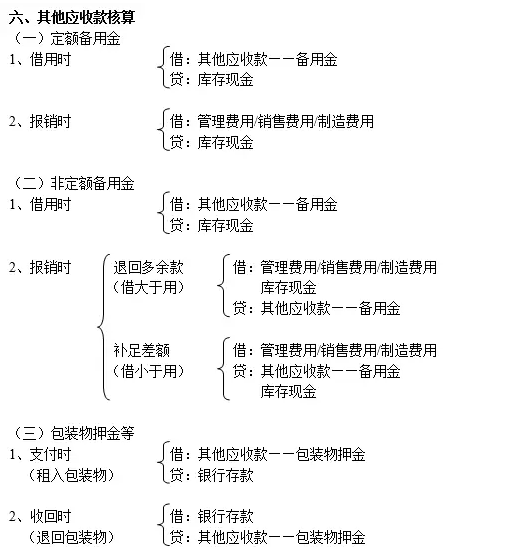 六、其他应收款核算
（一）定额备用金
1、借用时 借：其他应收款——备用金
贷：库存现金
2、报销时 借：管理费用/销售费用/制造费用
贷：库存现金
（二）非定额备用金
1、借用时 借：其他应收款——备用金
贷：库存现金
2、报销时 退回多余款 借：管理费用/销售费用/制造费用
（借大于用） 库存现金
贷：其他应收款——备用金
补足差额 借：管理费用/销售费用/制造费用
（借小于用） 贷：其他应收款——备用金
库存现金
（三）包装物押金等
1、支付时 借：其他应收款——包装物押金
（租入包装物） 贷：银行存款
2、收回时 借：银行存款
（退回包装物） 贷：其他应收款——包装物押金